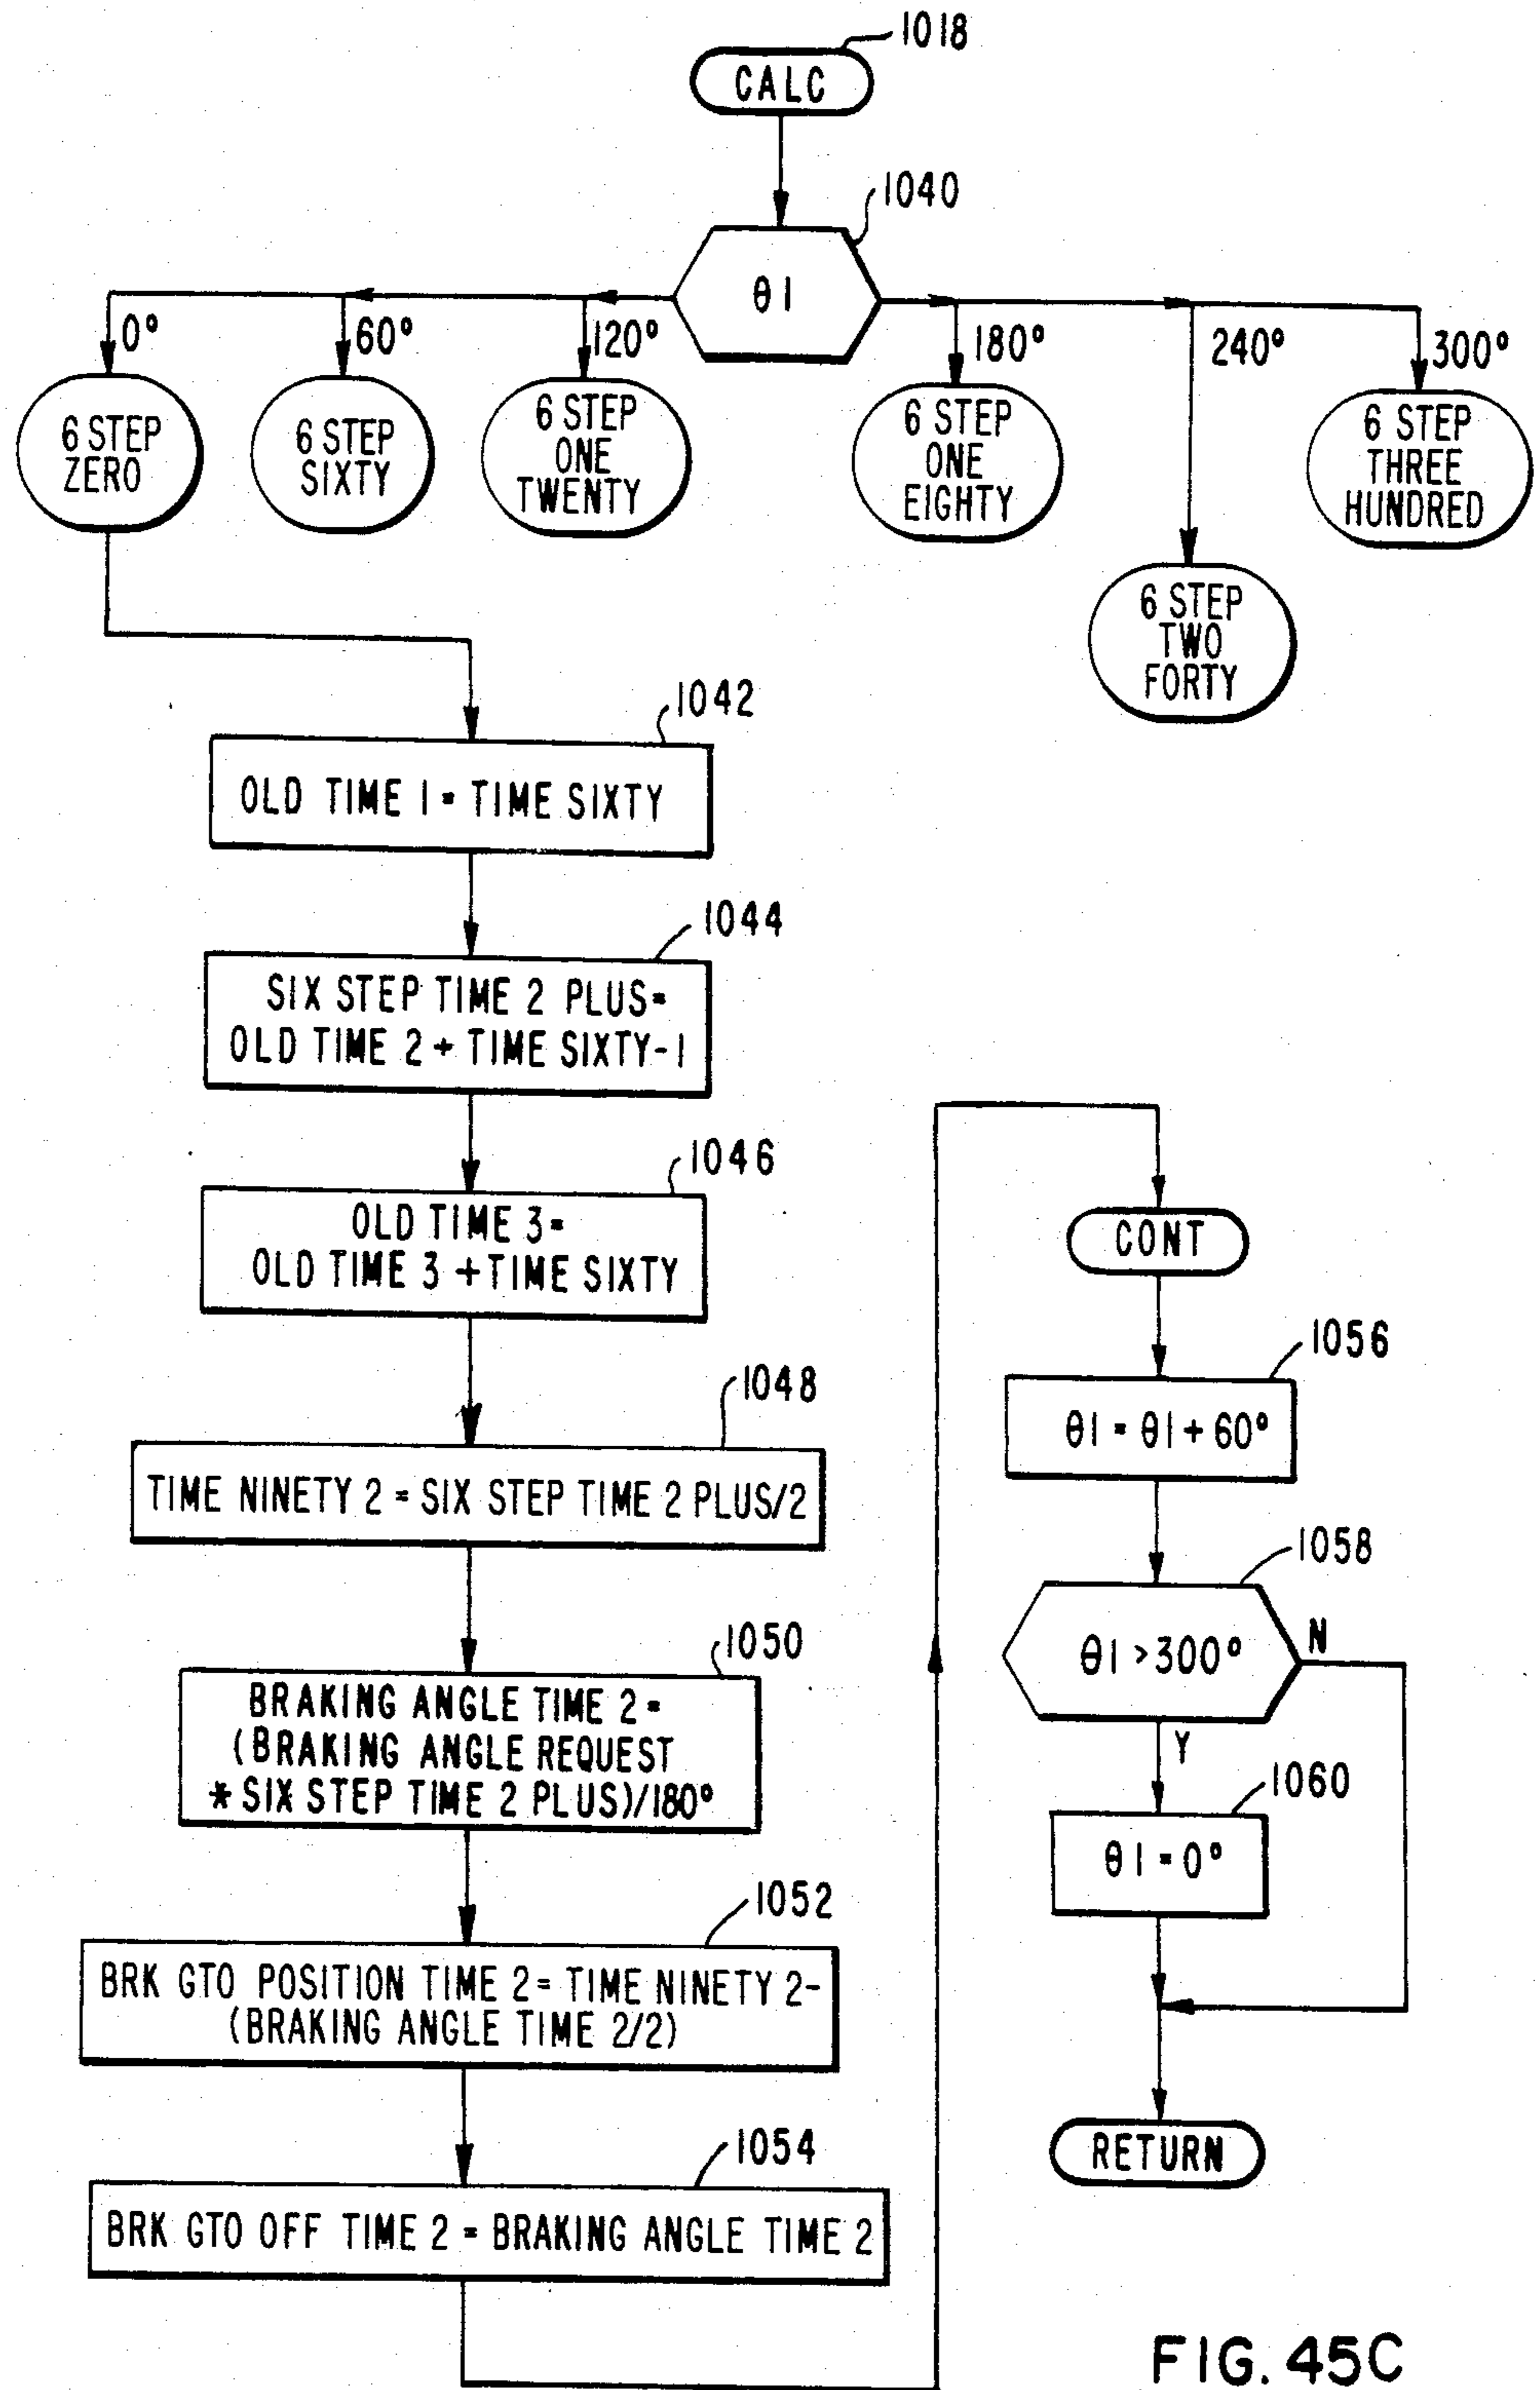 1018
CALC
1040
θ1
0°
60°
120°
180°
240°
300°
6 STEP
ZERO
6 STEP
SIXTY
6 STEP
ONE
TWENTY
6 STEP
ONE
EIGHTY
6 STEP
TWO
FORTY
6 STEP
THREE
HUNDRED
1042
OLD TIME 1 = TIME SIXTY
1044
SIX STEP TIME 2 PLUS=
OLD TIME 2 + TIME SIXTY-1
1046
OLD TIME 3=
OLD TIME 3 + TIME SIXTY
1048
TIME NINETY 2 = SIX STEP TIME 2 PLUS/2
1050
BRAKING ANGLE TIME 2 =
(BRAKING ANGLE REQUEST
* SIX STEP TIME 2 PLUS)/180°
1052
BRK GTO POSITION TIME 2 = TIME NINETY 2-
(BRAKING ANGLE TIME 2/2)
1054
BRK GTO OFF TIME 2 = BRAKING ANGLE TIME 2
CONT
1056
θ1 = θ1 + 60°
1058
θ1 > 300°
N
Y
1060
θ1 = 0°
RETURN
FIG. 45C